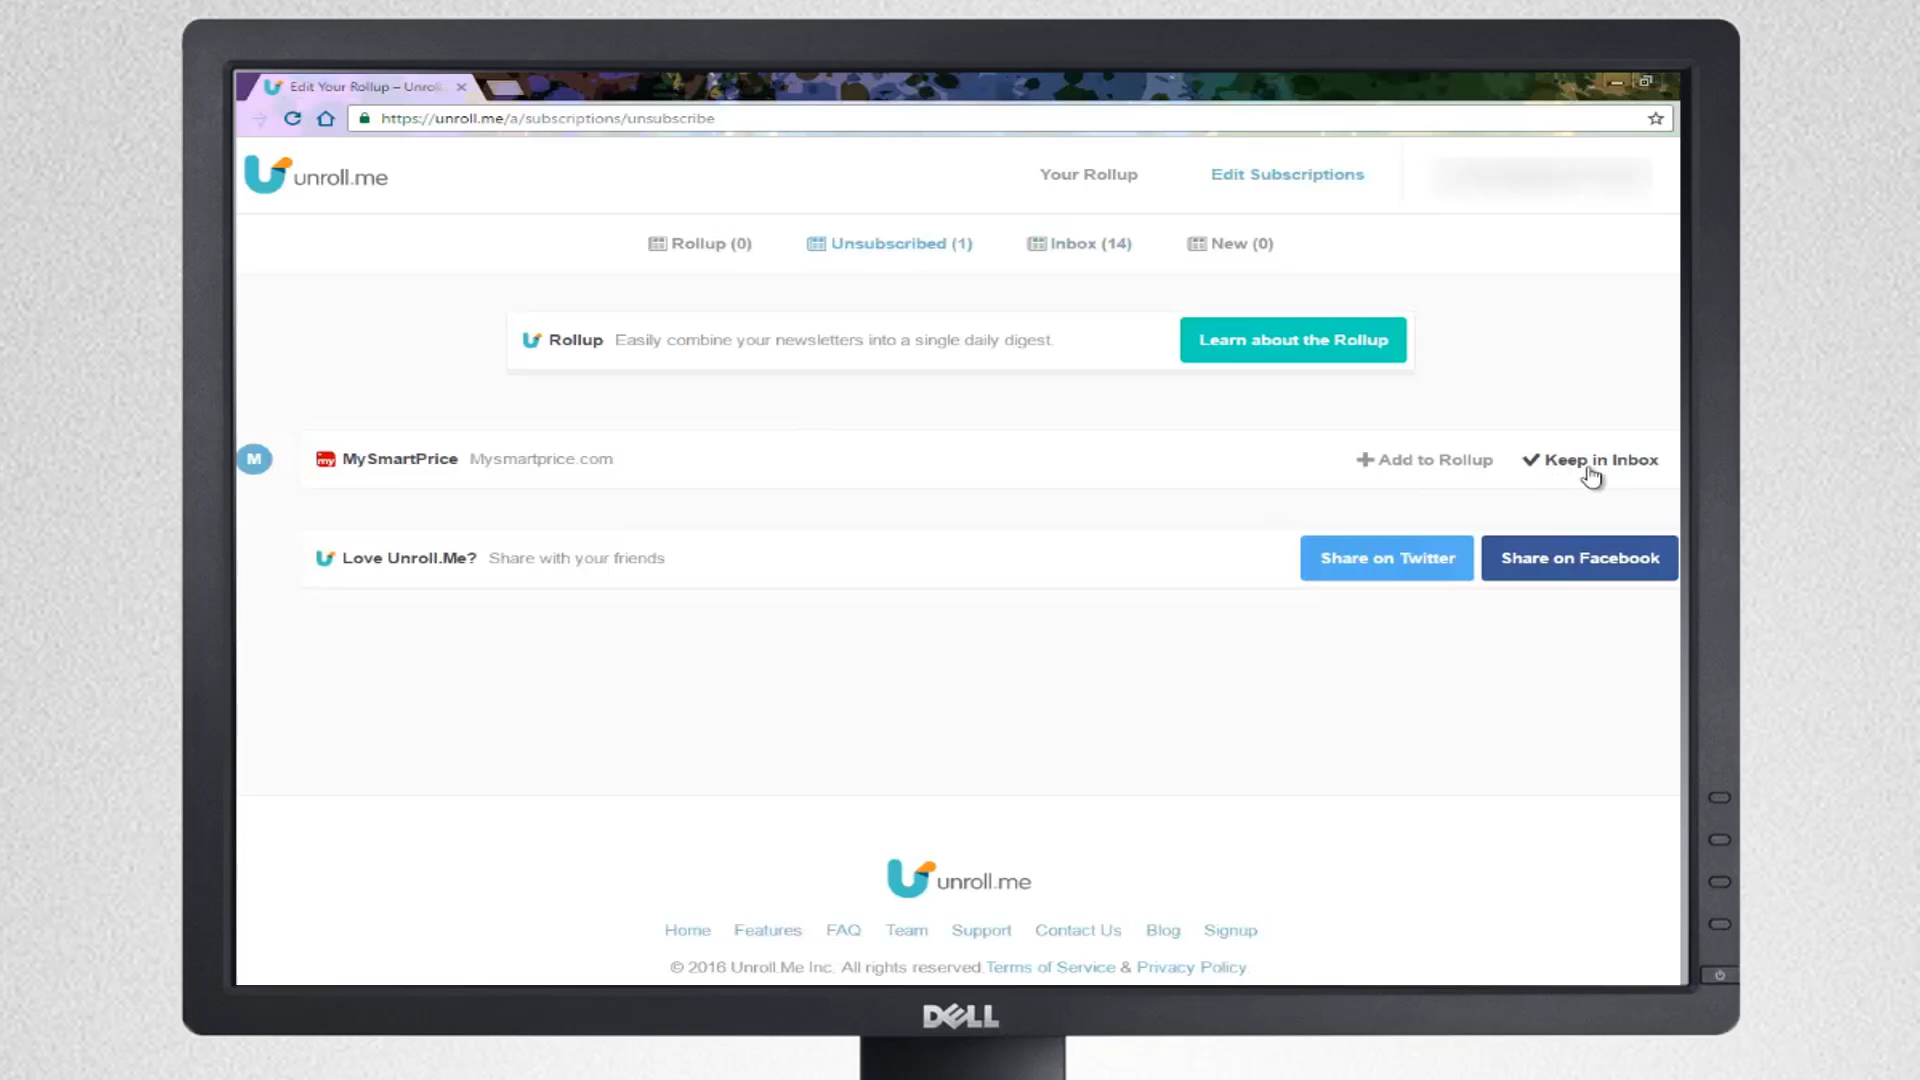 Edit Your Rollup – Unroll
https://unroll.me/a/subscriptions/unsubscribe
unroll.me
Your Rollup
Edit Subscriptions
Rollup (0)
Unsubscribed (1)
Inbox (14)
New (0)
Rollup Easily combine your newsletters into a single daily digest.
Learn about the Rollup
M
my MySmartPrice Mysmartprice.com
Add to Rollup
Keep in Inbox
Love Unroll.Me? Share with your friends
Share on Twitter
Share on Facebook
unroll.me
Home Features FAQ Team Support Contact Us Blog Signup
© 2016 Unroll.Me Inc. All rights reserved.Terms of Service & Privacy Policy.
DELL